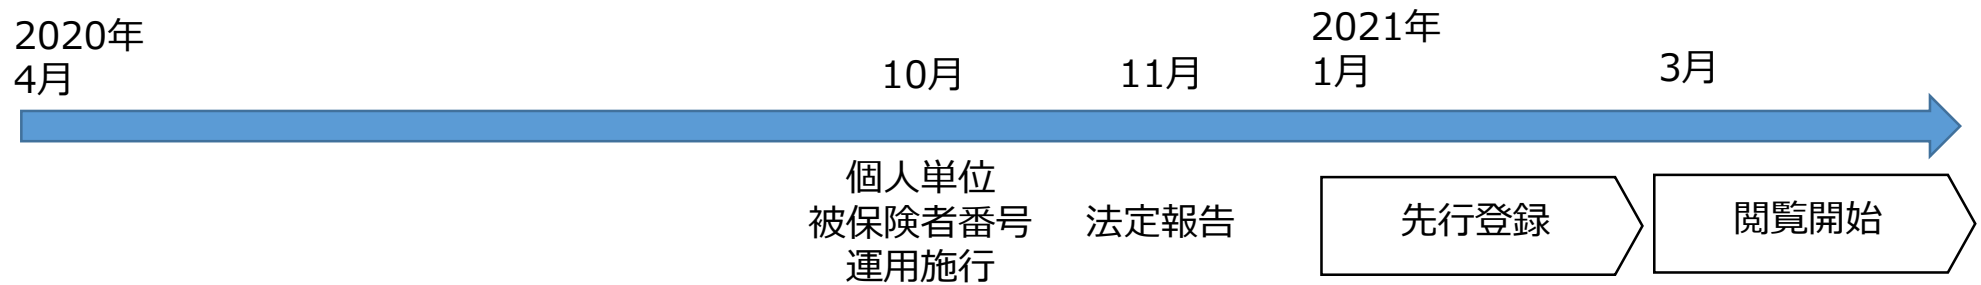 2020年
4月
10月
11月
2021年
1月
3月
個人単位
被保険者番号
運用施行
法定報告
先行登録
閲覧開始